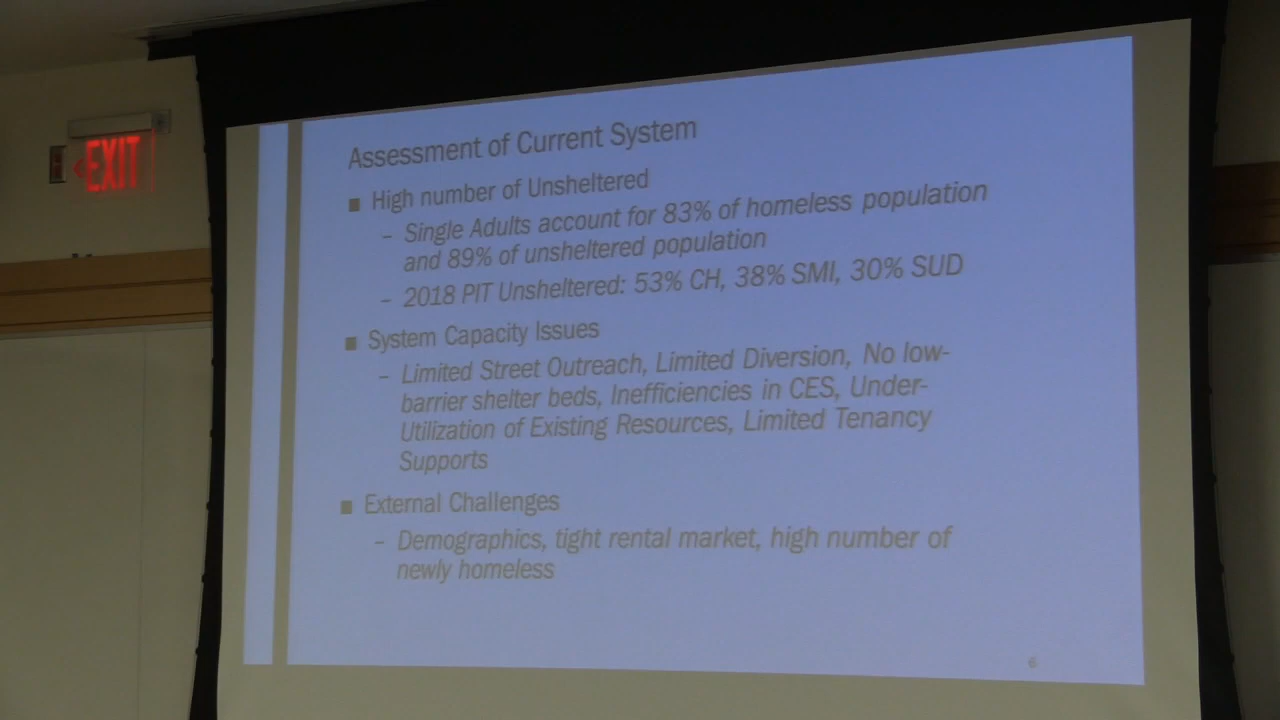 EXIT
Assessment of Current System
■ High number of Unsheltered
– Single Adults account for 83% of homeless population
and 89% of unsheltered population
– 2018 PIT Unsheltered: 53% CH, 38% SMI, 30% SUD
■ System Capacity Issues
– Limited Street Outreach, Limited Diversion, No low-
barrier shelter beds, Inefficiencies in CES, Under-
Utilization of Existing Resources, Limited Tenancy
Supports
■ External Challenges
– Demographics, tight rental market, high number of
newly homeless
6